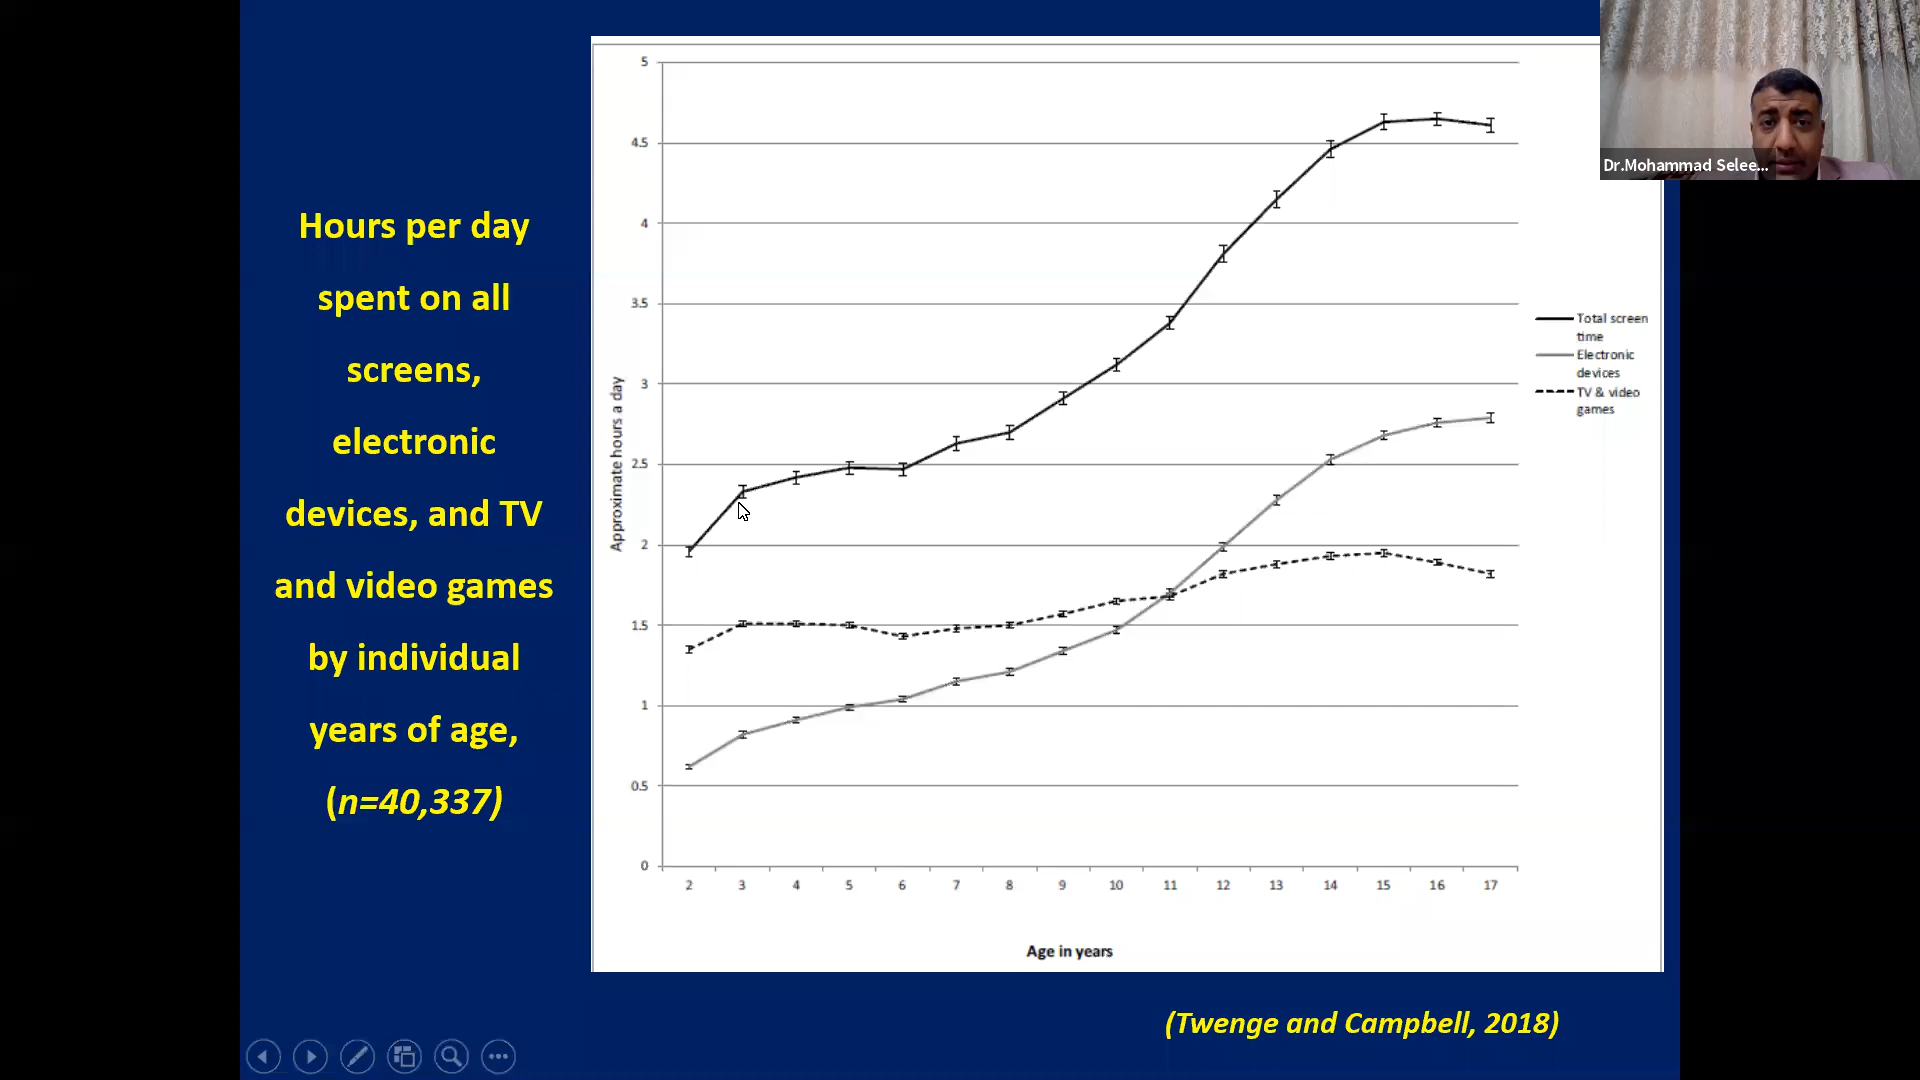 Hours per day
spent on all
screens,
electronic
devices, and TV
and video games
by individual
years of age,
(n=40,337)
5
4.5
4
3.5
3
2.5
2
1.5
1
0.5
0
Approximate hours a day
2 3 4 5 6 7 8 9 10 11 12 13 14 15 16 17
Age in years
Total screen
time
Electronic
devices
TV & video
games
Dr.Mohammad Selee...
(Twenge and Campbell, 2018)